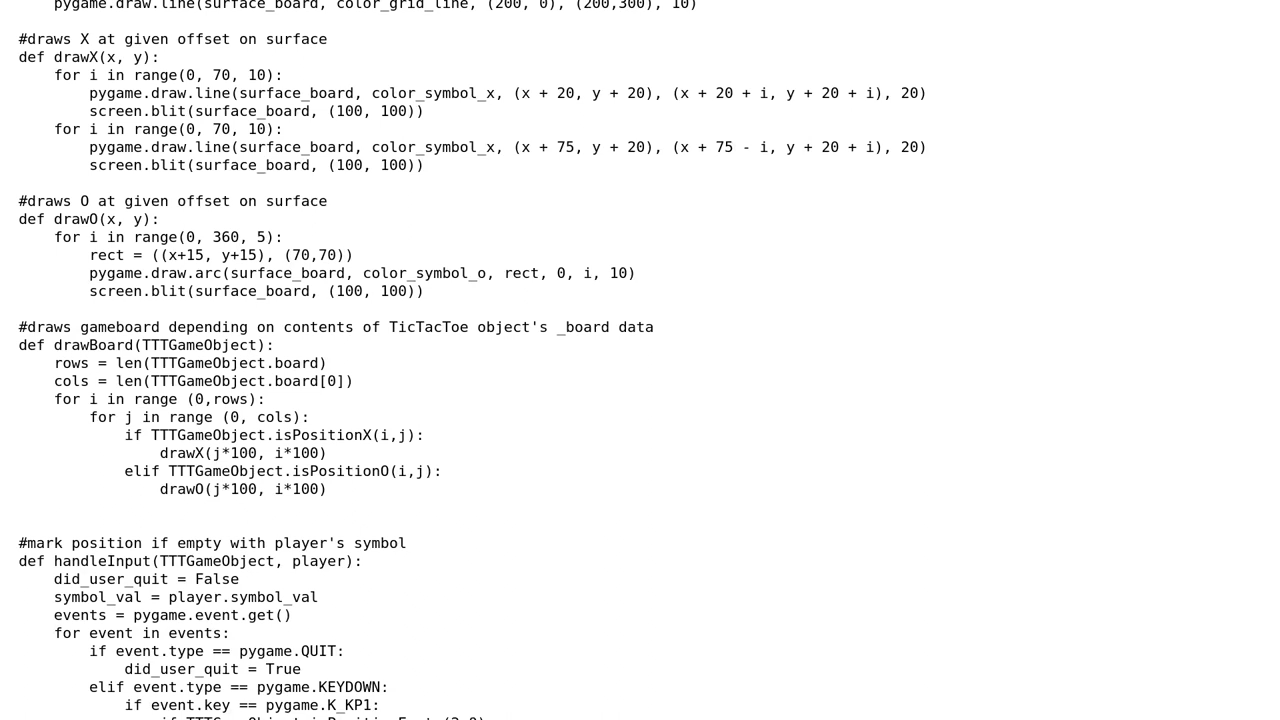 pygame.draw.line(surface_board, color_grid_line, (200, 0), (200,300), 10)

#draws X at given offset on surface
def drawX(x, y):
    for i in range(0, 70, 10):
        pygame.draw.line(surface_board, color_symbol_x, (x + 20, y + 20), (x + 20 + i, y + 20 + i), 20)
        screen.blit(surface_board, (100, 100))
    for i in range(0, 70, 10):
        pygame.draw.line(surface_board, color_symbol_x, (x + 75, y + 20), (x + 75 - i, y + 20 + i), 20)
        screen.blit(surface_board, (100, 100))

#draws O at given offset on surface
def drawO(x, y):
    for i in range(0, 360, 5):
        rect = ((x+15, y+15), (70,70))
        pygame.draw.arc(surface_board, color_symbol_o, rect, 0, i, 10)
        screen.blit(surface_board, (100, 100))

#draws gameboard depending on contents of TicTacToe object's _board data
def drawBoard(TTTGameObject):
    rows = len(TTTGameObject.board)
    cols = len(TTTGameObject.board[0])
    for i in range (0,rows):
        for j in range (0, cols):
            if TTTGameObject.isPositionX(i,j):
                drawX(j*100, i*100)
            elif TTTGameObject.isPositionO(i,j):
                drawO(j*100, i*100)


#mark position if empty with player's symbol
def handleInput(TTTGameObject, player):
    did_user_quit = False
    symbol_val = player.symbol_val
    events = pygame.event.get()
    for event in events:
        if event.type == pygame.QUIT:
            did_user_quit = True
        elif event.type == pygame.KEYDOWN:
            if event.key == pygame.K_KP1: